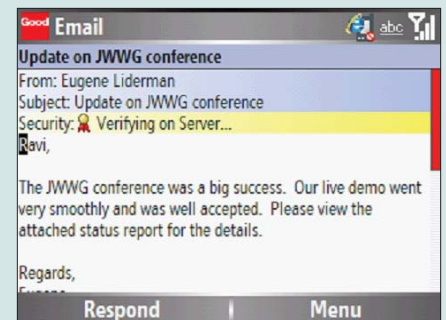 Good Email abc
Update on JWWG conference
From: Eugene Liderman
Subject: Update on JWWG conference
Security: Verifying on Server...
Ravi,
The JWWG conference was a big success. Our live demo went
very smoothly and was well accepted. Please view the
attached status report for the details.
Regards,
Respond Menu